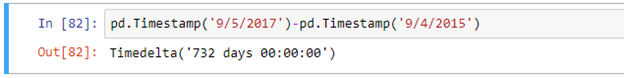 In [82]: pd.Timestamp('9/5/2017')-pd.Timestamp('9/4/2015')
Out[82]: Timedelta('732 days 00:00:00')